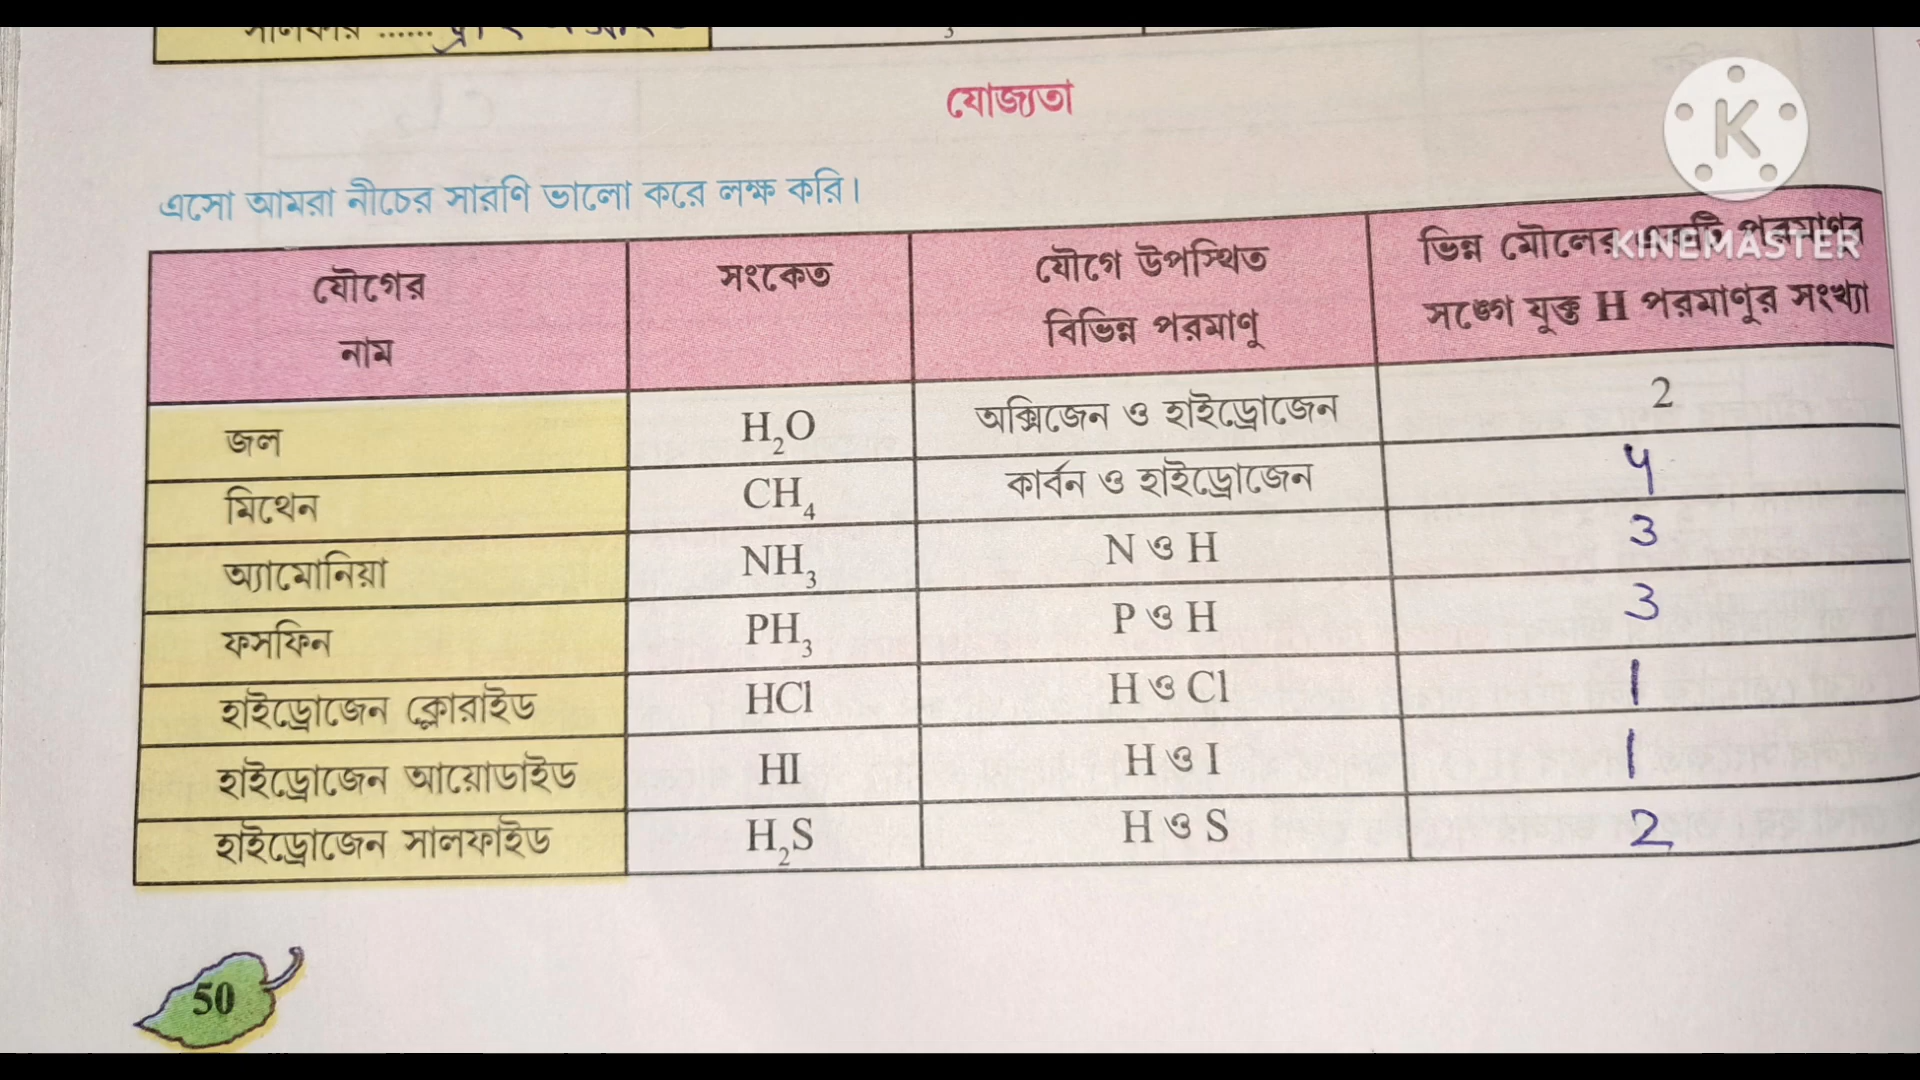 যোজ্যতা
এসো আমরা নীচের সারণি ভালো করে লক্ষ করি।
যৌগের নাম
সংকেত
যৌগে উপস্থিত বিভিন্ন পরমাণু
ভিন্ন মৌলের একটি পরমাণুর
সঙ্গে যুক্ত H পরমাণুর সংখ্যা
K
KINEMASTER
জল H₂O অক্সিজেন ও হাইড্রোজেন 2
মিথেন CH₄ কার্বন ও হাইড্রোজেন 4
অ্যামোনিয়া NH₃ N ও H 3
ফসফিন PH₃ P ও H 3
হাইড্রোজেন ক্লোরাইড HCl H ও Cl 1
হাইড্রোজেন আয়োডাইড HI H ও I 1
হাইড্রোজেন সালফাইড H₂S H ও S 2
50